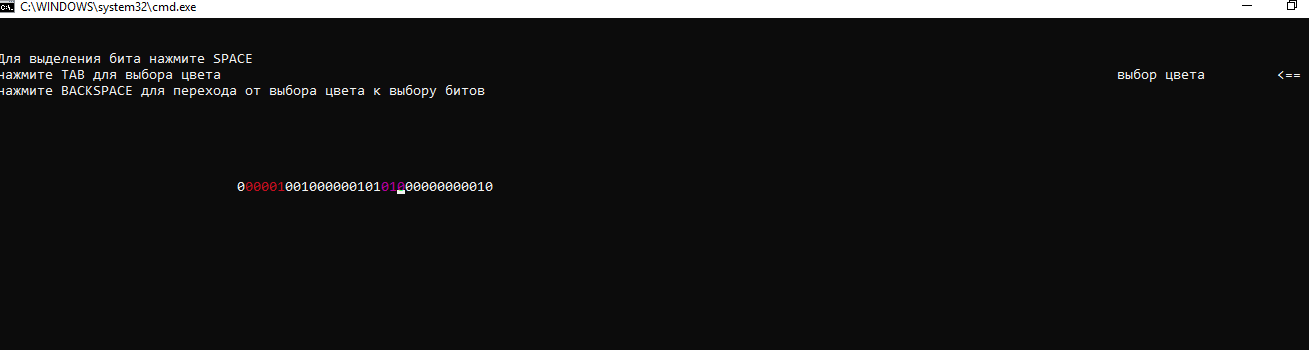 C:\WINDOWS\system32\cmd.exe
Для выделения бита нажмите SPACE
нажмите TAB для выбора цвета выбор цвета <==
нажмите BACKSPACE для перехода от выбора цвета к выбору битов
00000100100000010101000000000010